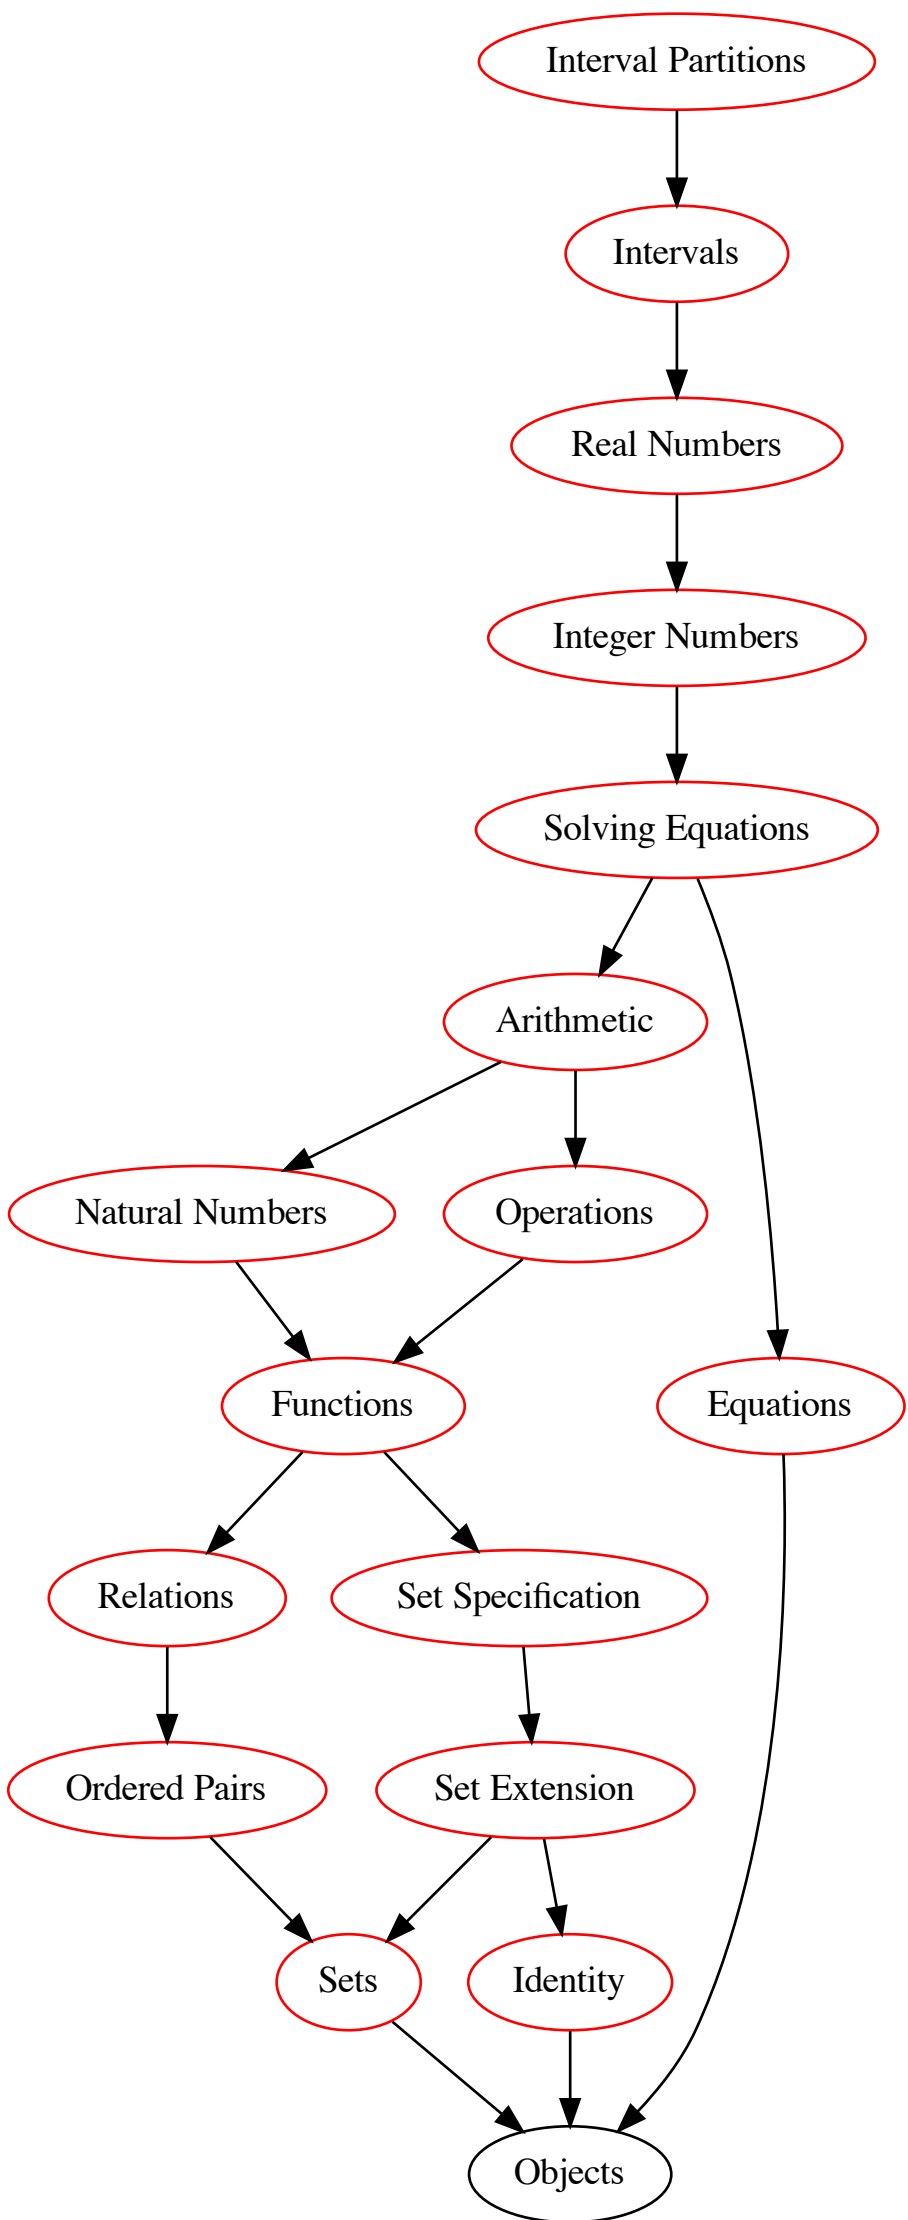 Interval Partitions
Intervals
Real Numbers
Integer Numbers
Solving Equations
Arithmetic
Natural Numbers
Operations
Functions
Equations
Relations
Set Specification
Ordered Pairs
Set Extension
Sets
Identity
Objects